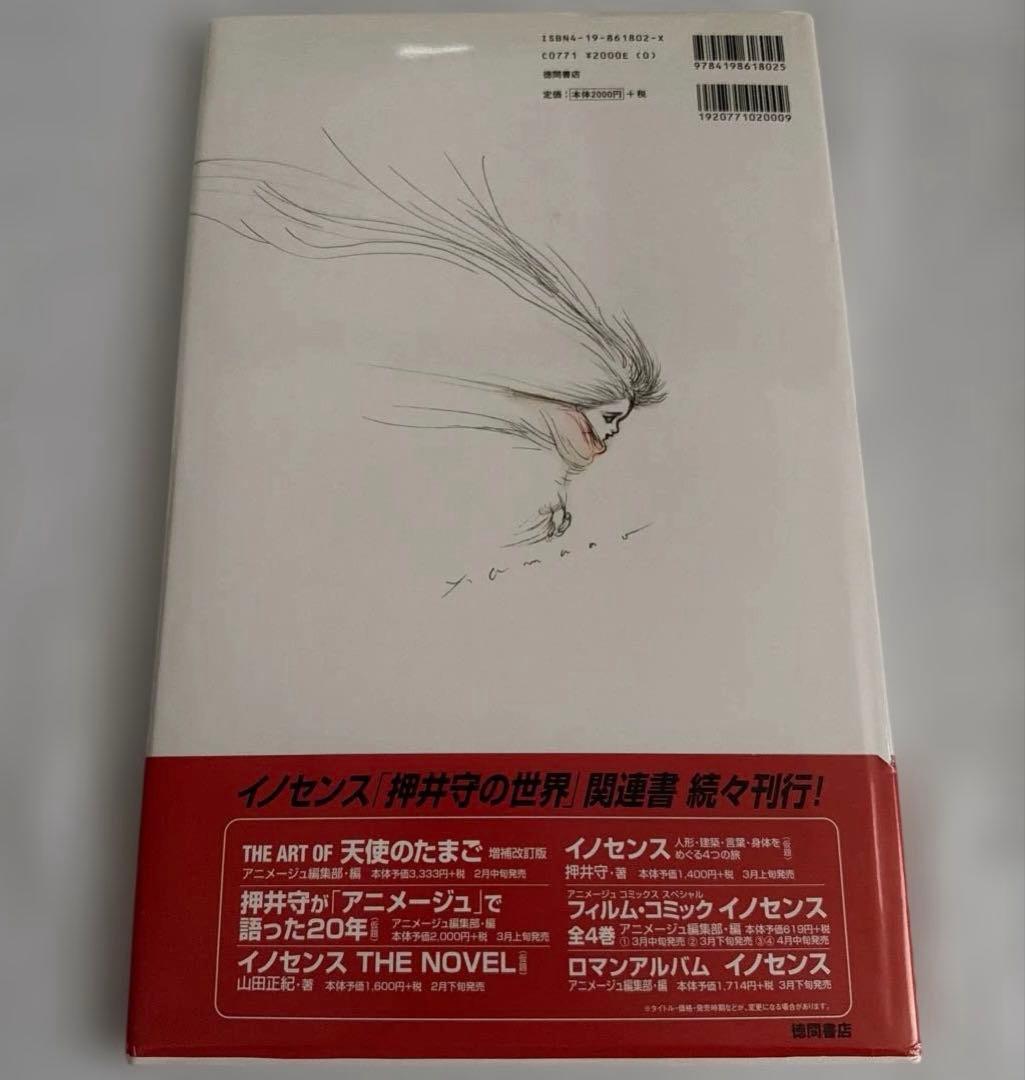 ISBN4-19-861802-X
C0771 ¥2000E (0)
徳間書店
定価：本体2000円＋税
9784198618025
1920771020009
yamaao
イノセンス「押井守の世界」関連書 続々刊行！
THE ART OF 天使のたまご 増補改訂版
アニメージュ編集部・編 本体予価3,333円+税 2月中旬発売
押井守が「アニメージュ」で
語った20年（仮題） アニメージュ編集部・編
本体予価2,000円+税 3月上旬発売
イノセンス THE NOVEL（仮題）
山田正紀・著 本体予価1,600円+税 2月下旬発売
イノセンス 人形・建築・言葉・身体を
めぐる4つの旅（仮題）
押井守・著 本体予価1,400円+税 3月上旬発売
アニメージュ コミックス スペシャル
フィルム・コミック イノセンス
全4巻 アニメージュ編集部・編 本体予価619円+税
①3月中旬発売 ②3月下旬発売 ③④4月中旬発売
ロマンアルバム イノセンス
アニメージュ編集部・編 本体予価1,714円+税 3月下旬発売
※タイトル・価格・発売時期などが、変更になる場合があります。
徳間書店